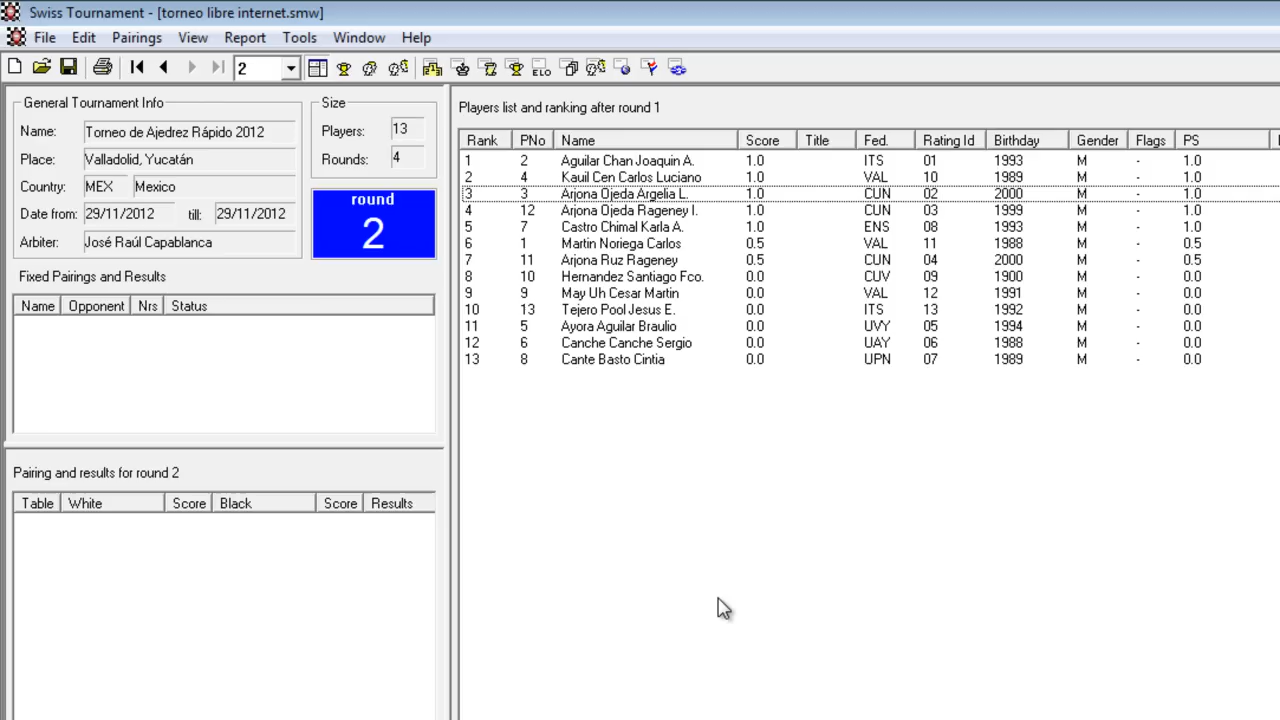 Swiss Tournament - [torneo libre internet.smw]
File Edit Pairings View Report Tools Window Help
2 ELO
General Tournament Info
Name: Torneo de Ajedrez Rápido 2012
Place: Valladolid, Yucatán
Country: MEX Mexico
Date from: 29/11/2012 till: 29/11/2012
Arbiter: José Raúl Capablanca
Size
Players: 13
Rounds: 4
round
2
Fixed Pairings and Results
Name Opponent Nrs Status
Pairing and results for round 2
Table White Score Black Score Results
Players list and ranking after round 1
Rank PNo Name Score Title Fed. Rating Id Birthday Gender Flags PS
1 2 Aguilar Chan Joaquin A. 1.0 ITS 01 1993 M - 1.0
2 4 Kauil Cen Carlos Luciano 1.0 VAL 10 1989 M - 1.0
3 3 Arjona Ojeda Argelia L. 1.0 CUN 02 2000 M - 1.0
4 12 Arjona Ojeda Rageney I. 1.0 CUN 03 1999 M - 1.0
5 7 Castro Chimal Karla A. 1.0 ENS 08 1993 M - 1.0
6 1 Martin Noriega Carlos 0.5 VAL 11 1988 M - 0.5
7 11 Arjona Ruz Rageney 0.5 CUN 04 2000 M - 0.5
8 10 Hernandez Santiago Fco. 0.0 CUV 09 1900 M - 0.0
9 9 May Uh Cesar Martin 0.0 VAL 12 1991 M - 0.0
10 13 Tejero Pool Jesus E. 0.0 ITS 13 1992 M - 0.0
11 5 Ayora Aguilar Braulio 0.0 UVY 05 1994 M - 0.0
12 6 Canche Canche Sergio 0.0 UAY 06 1988 M - 0.0
13 8 Cante Basto Cintia 0.0 UPN 07 1989 M - 0.0